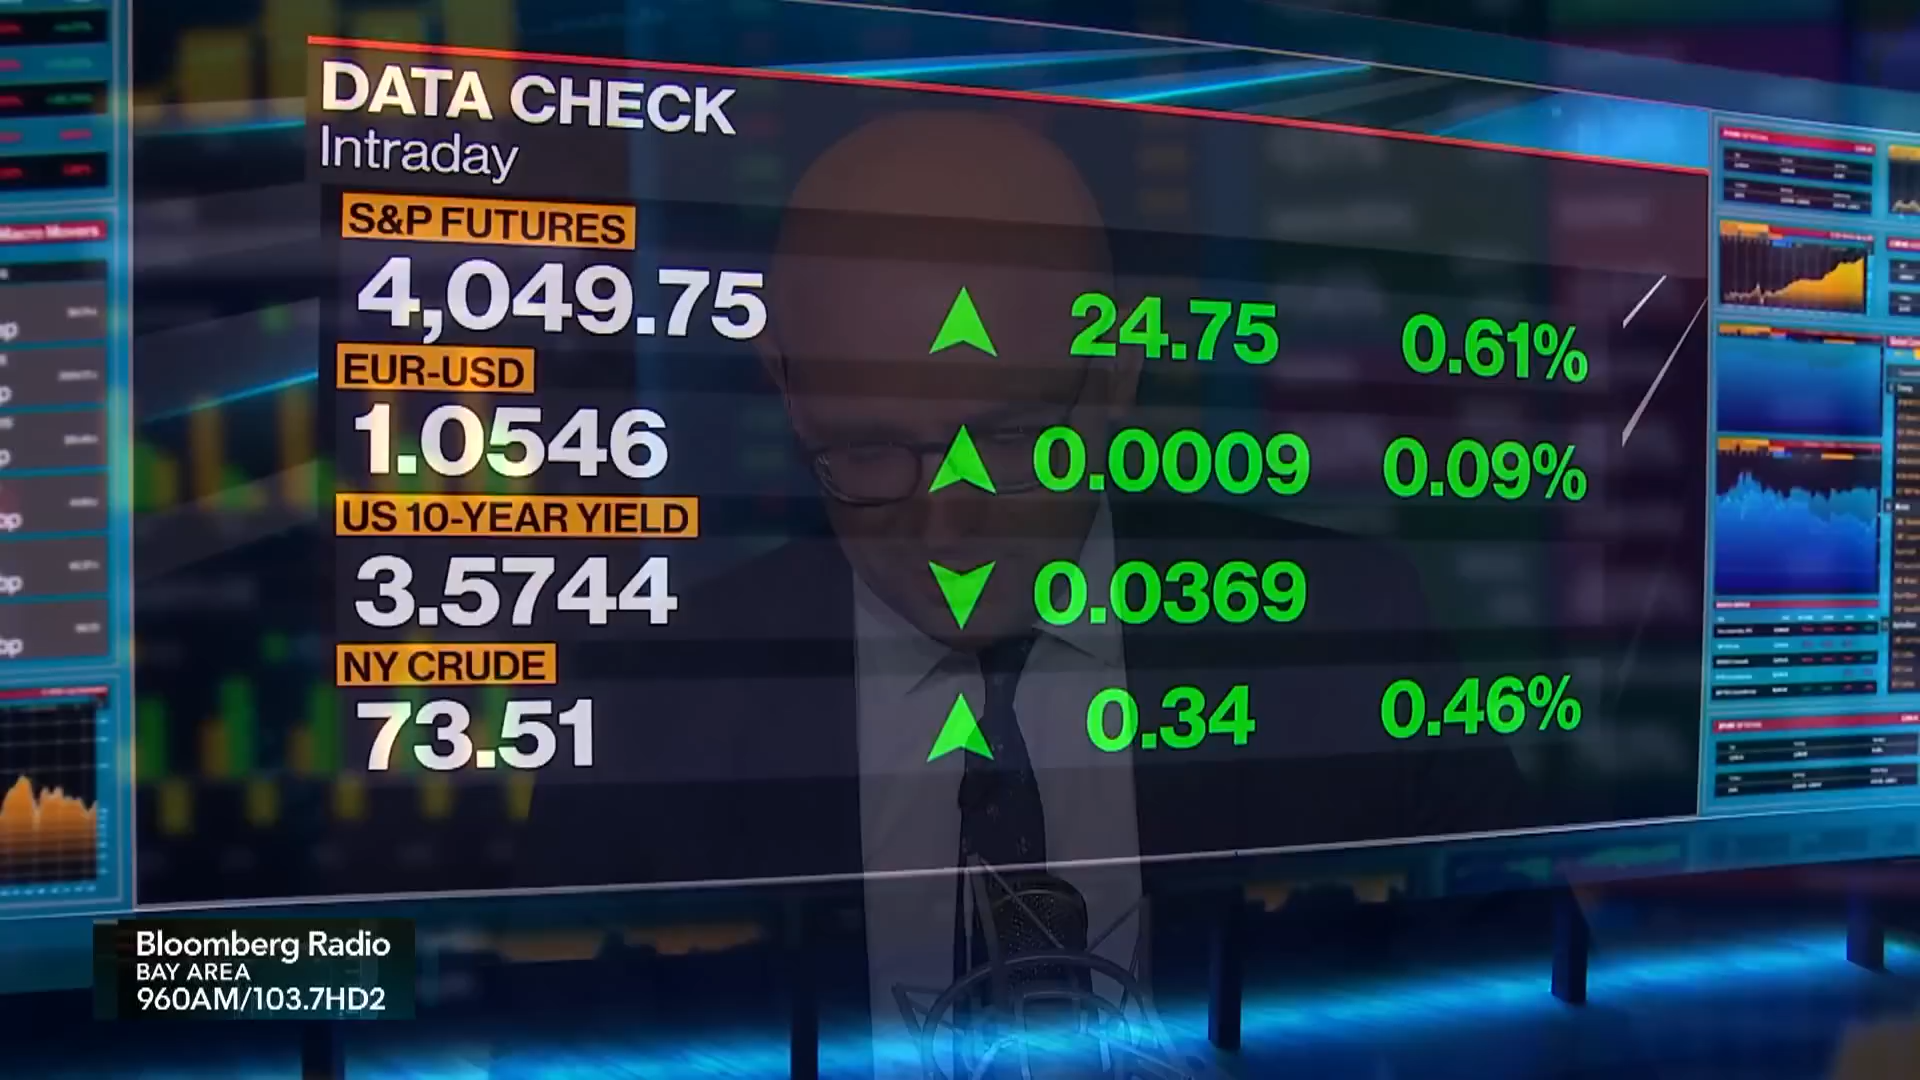 DATA CHECK
Intraday
S&P FUTURES
4,049.75 ▲ 24.75 0.61%
EUR-USD
1.0546 ▲ 0.0009 0.09%
US 10-YEAR YIELD
3.5744 ▼ 0.0369
NY CRUDE
73.51 ▲ 0.34 0.46%
Macro Movers
Bloomberg Radio
BAY AREA
960AM/103.7HD2